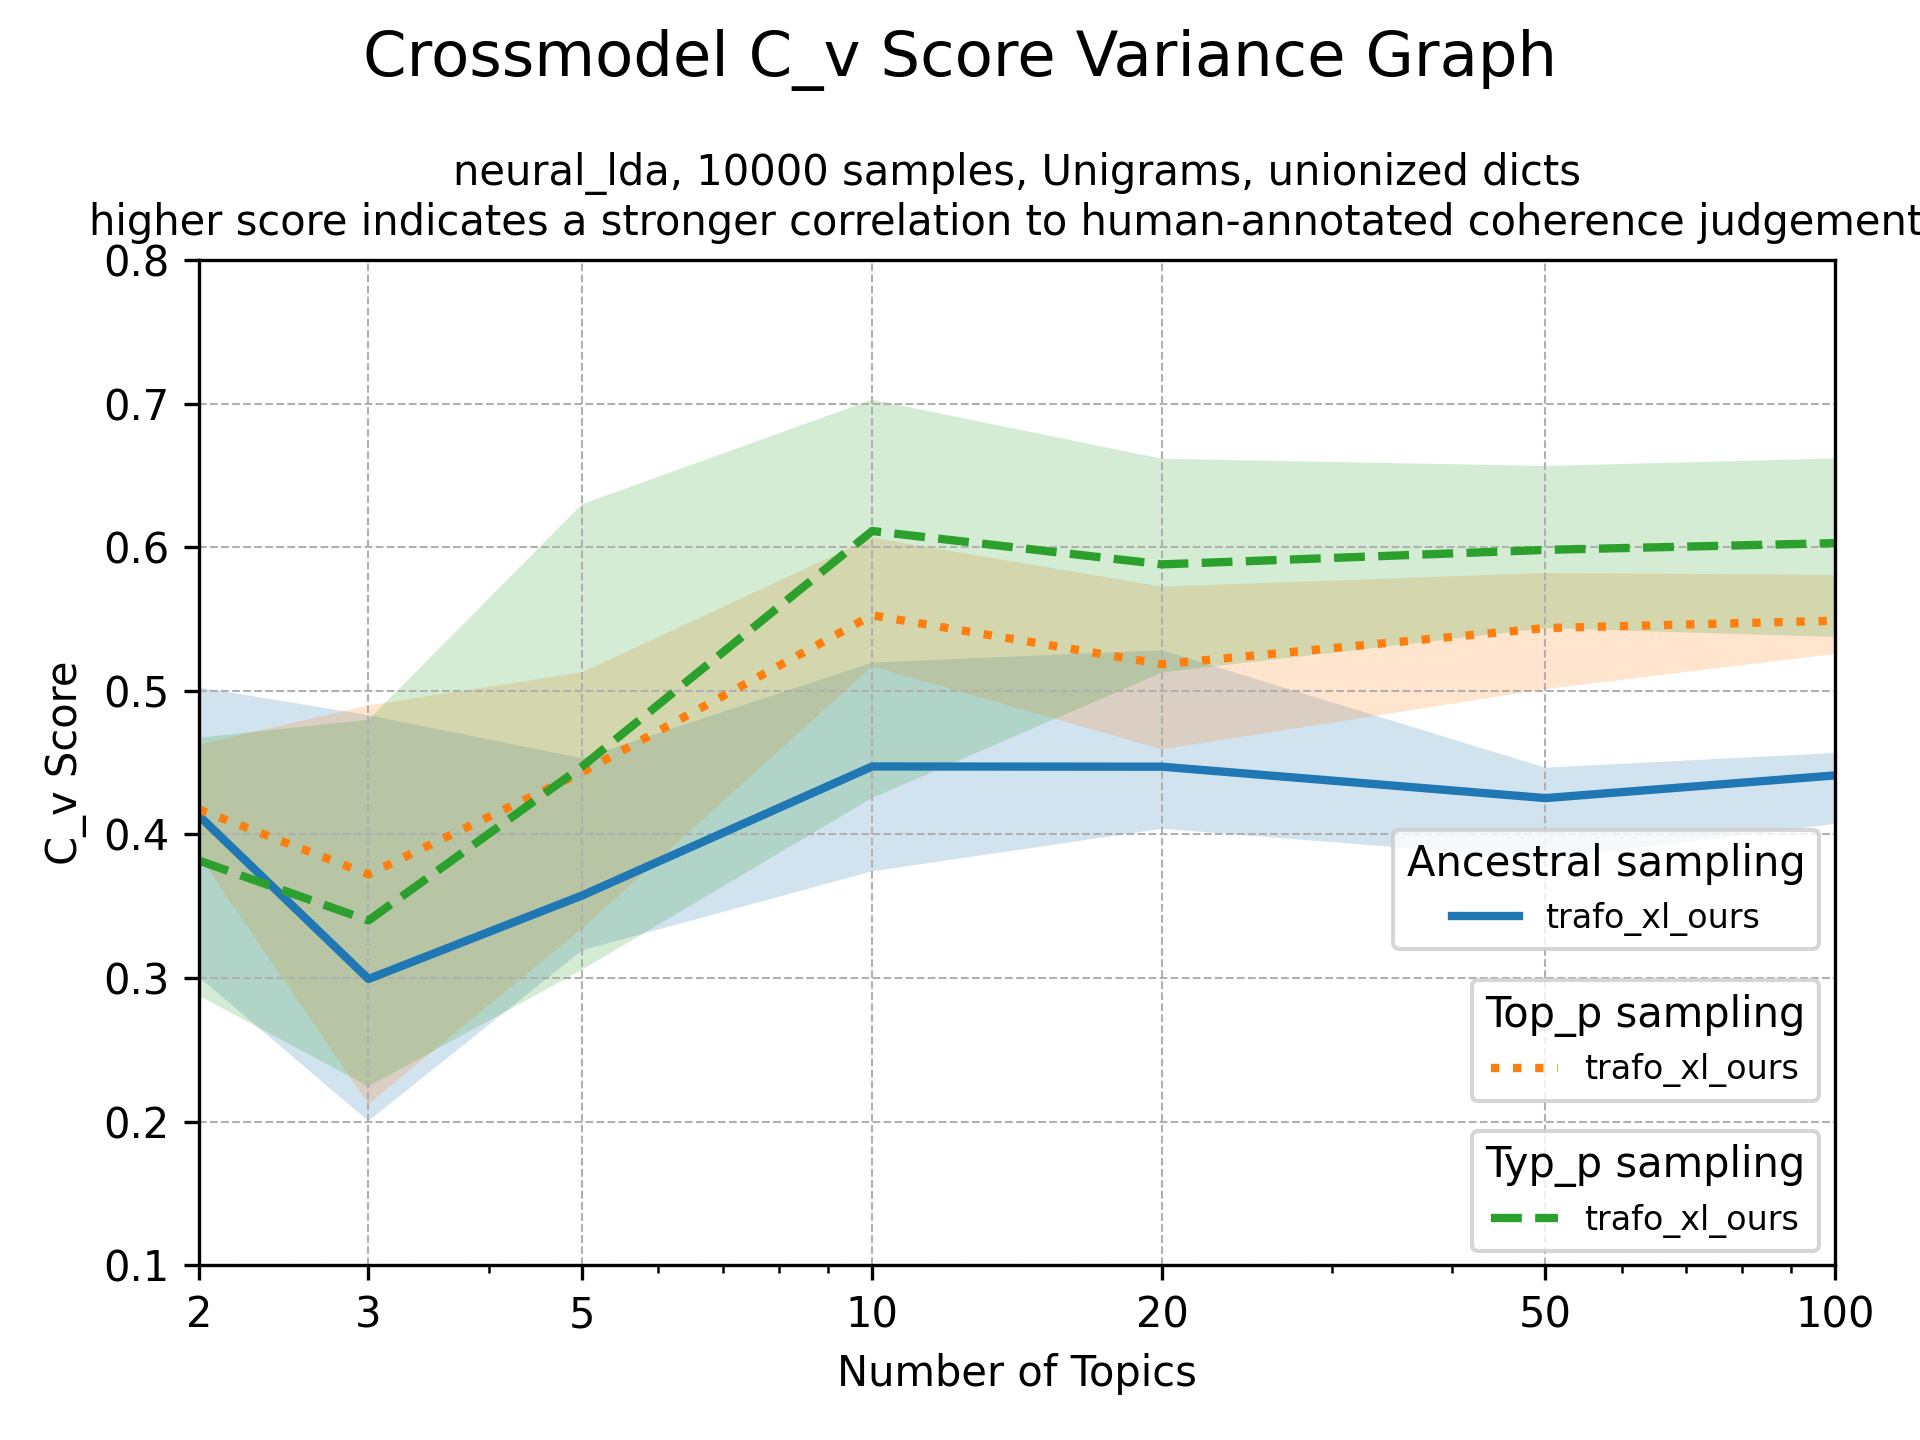 Crossmodel C_v Score Variance Graph
neural_lda, 10000 samples, Unigrams, unionized dicts
higher score indicates a stronger correlation to human-annotated coherence judgement
0.8
0.7
0.6
0.5
0.4
0.3
0.2
0.1
C_v Score
Ancestral sampling
trafo_xl_ours
Top_p sampling
trafo_xl_ours
Typ_p sampling
trafo_xl_ours
2 3 5 10 20 50 100
Number of Topics